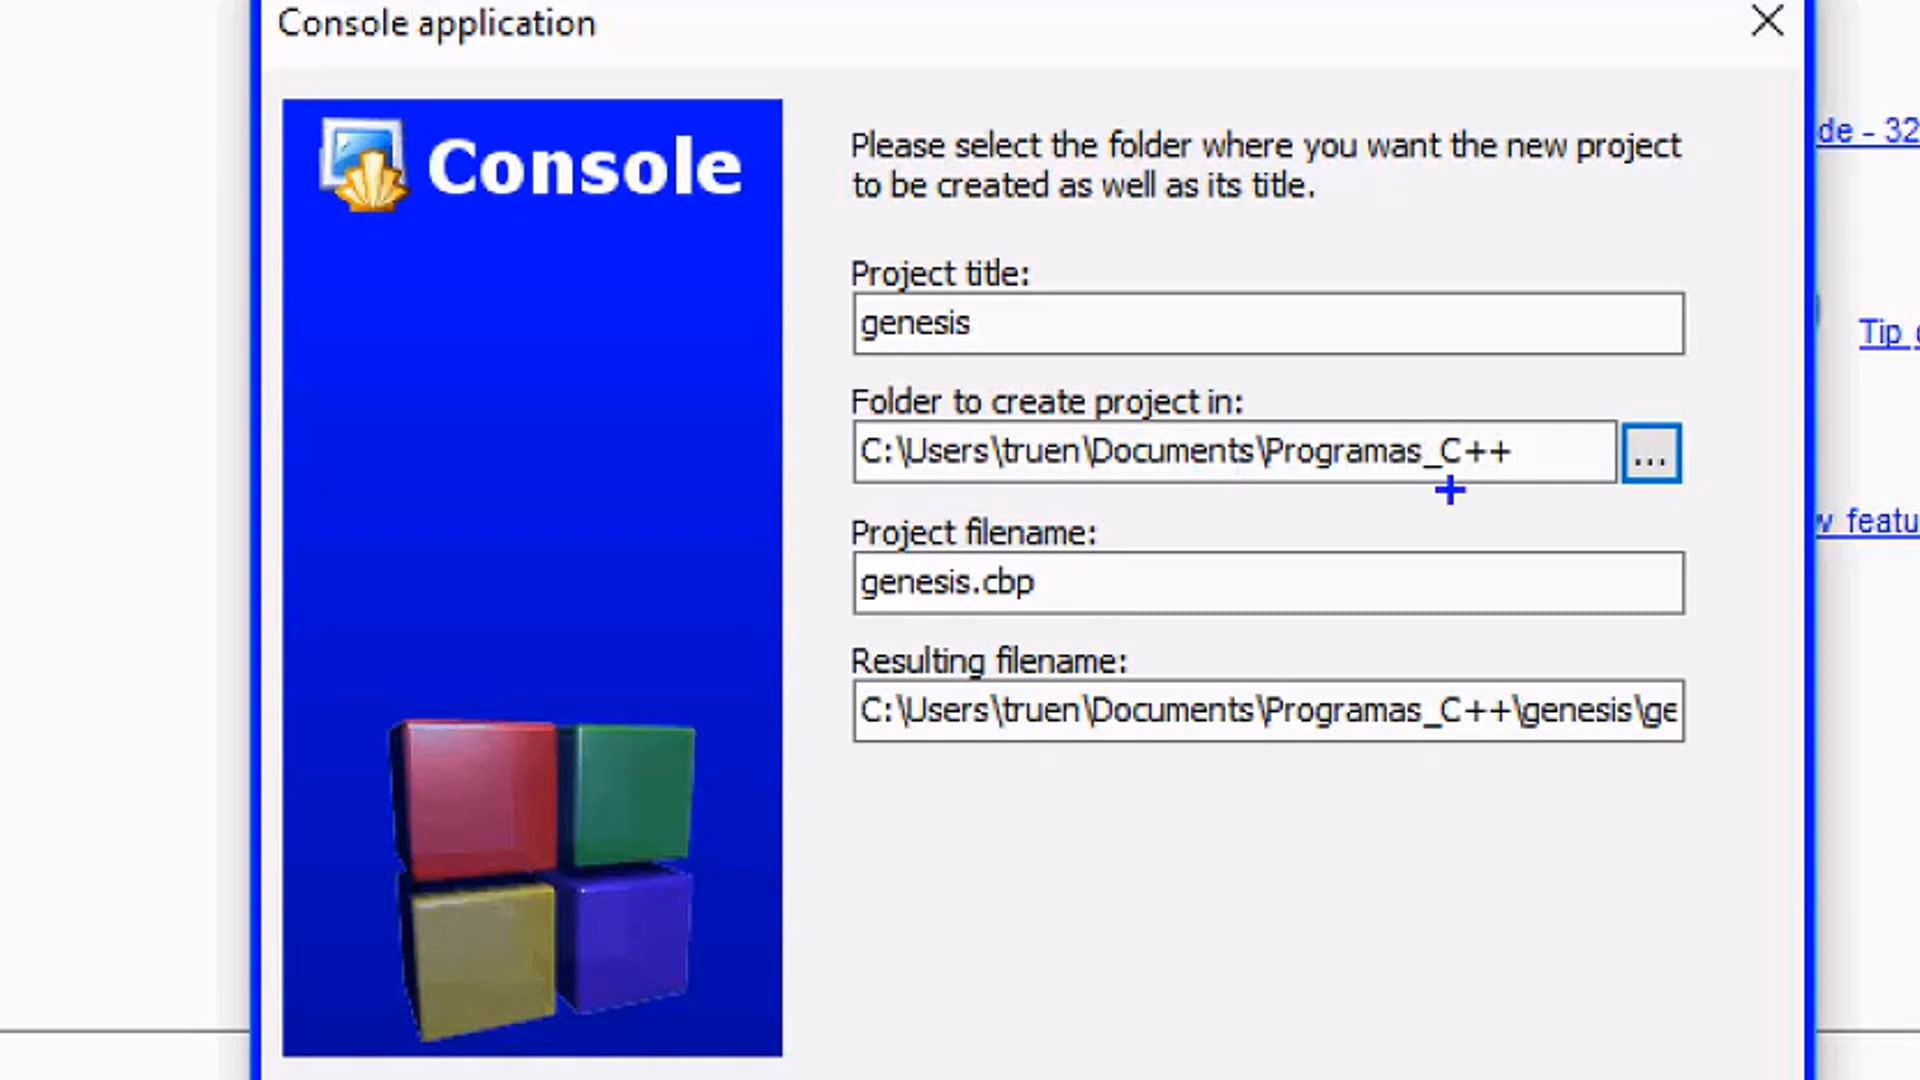 Console application
Console
Please select the folder where you want the new project
to be created as well as its title.
Project title:
genesis
Folder to create project in:
C:\Users\truen\Documents\Programas_C++
...
Project filename:
genesis.cbp
Resulting filename:
C:\Users\truen\Documents\Programas_C++\genesis\ge
de - 32
Tip
featu